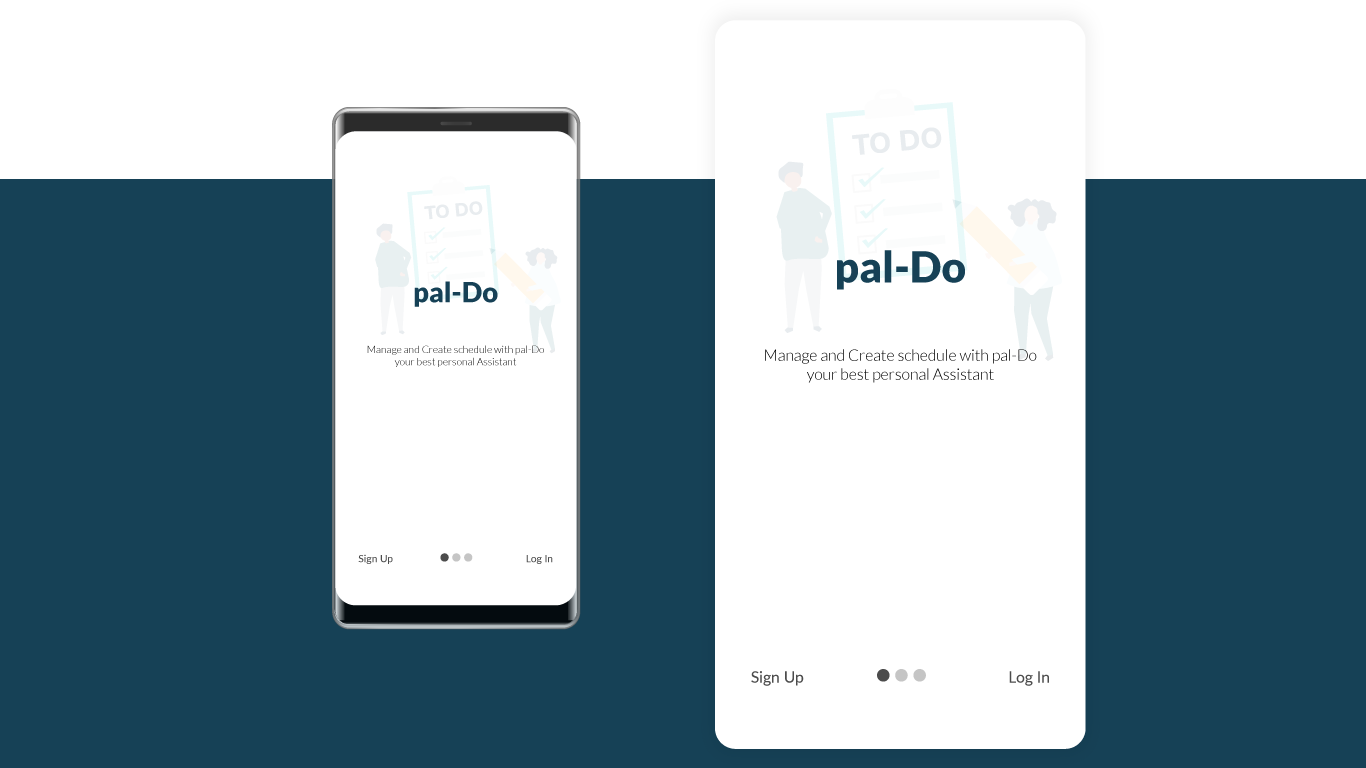 TO DO
pal-Do
Manage and Create schedule with pal-Do
your best personal Assistant
Sign Up
Log In
TO DO
pal-Do
Manage and Create schedule with pal-Do
your best personal Assistant
Sign Up
Log In